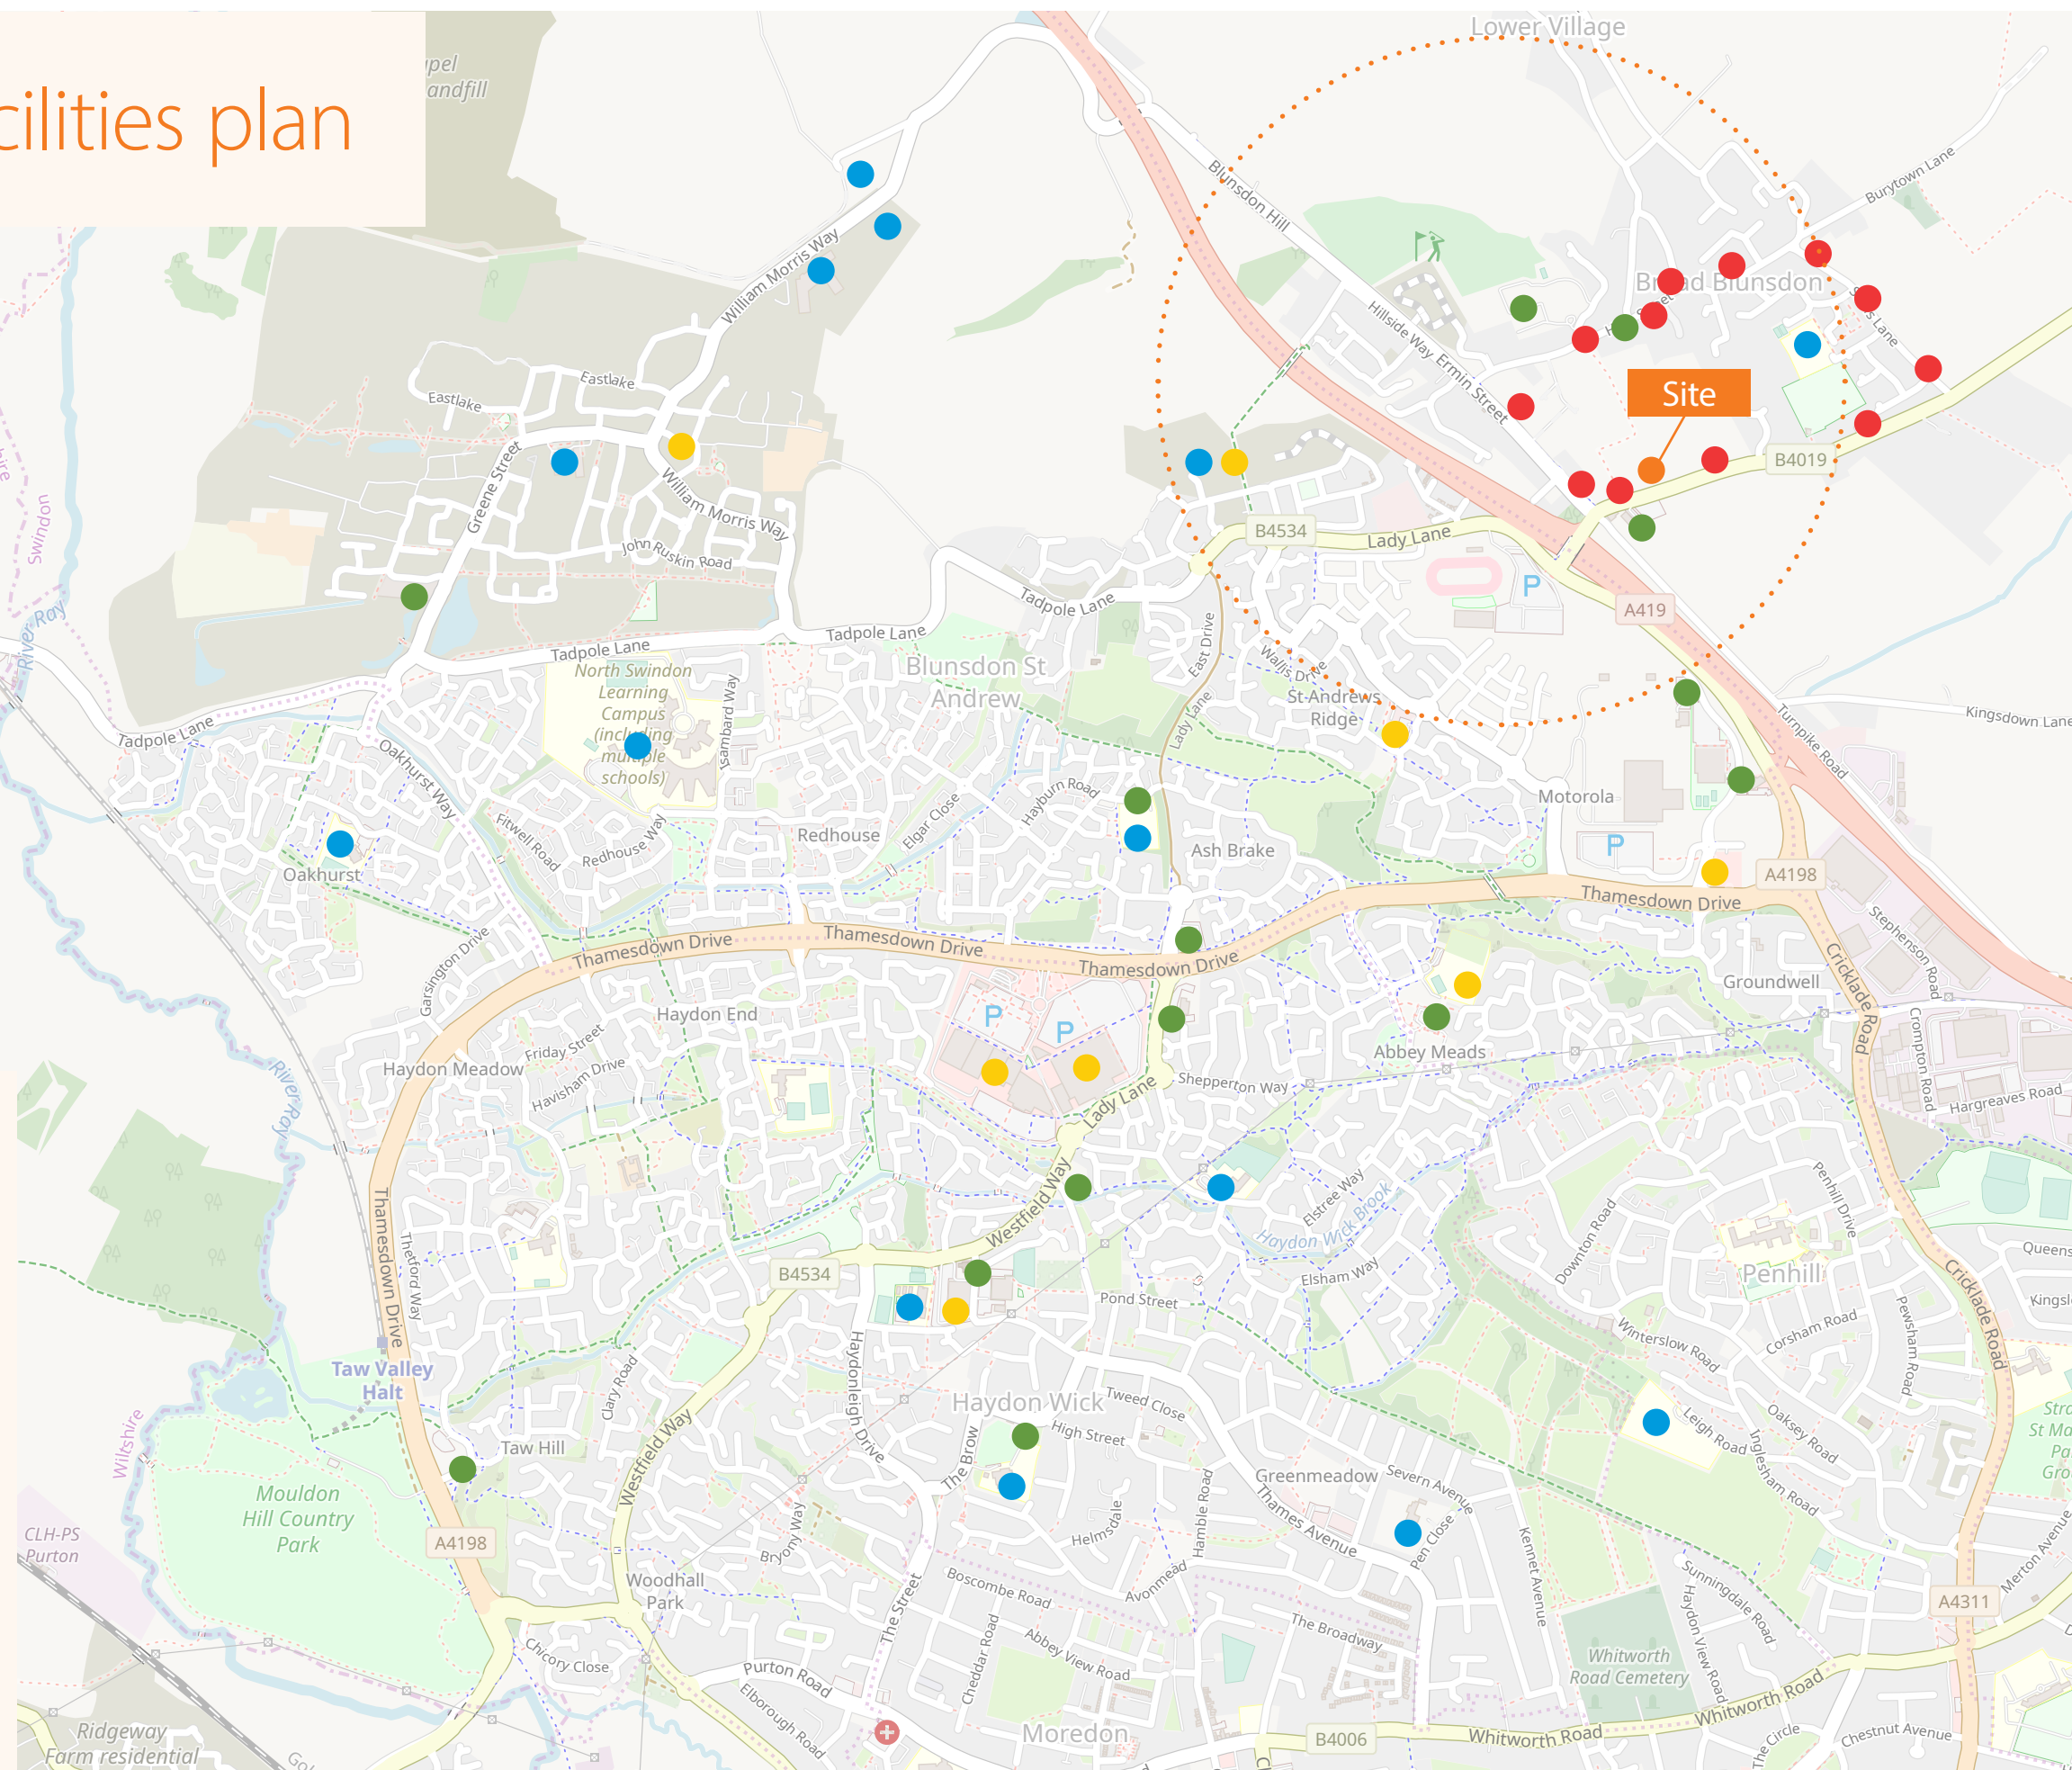 cilities plan
Lower Village
andfill
Blunsdon Hill
Burytown Lane
William Morris Way
Broad Blunsdon
Hillside Way
Ermin Street
Site
B4019
Eastlake
Eastlake
Greene Street
William Morris Way
John Ruskin Road
Swindon
River Ray
B4534
Lady Lane
P
A419
Tadpole Lane
Tadpole Lane
Tadpole Lane
Tadpole Lane
North Swindon
Learning
Campus
(including
multiple
schools)
Isambard Way
Blunsdon St
Andrew
East Drive
Lady Lane
St Andrews
Ridge
Kingsdown Lane
Turnpike Road
Oakhurst Way
Fitwell Road
Redhouse Way
Redhouse
Elgar Close
Hayburn Road
Ash Brake
Motorola
P
A4198
Oakhurst
Thamesdown Drive
Thamesdown Drive
Thamesdown Drive
Thamesdown Drive
Garsington Drive
Stephenson Road
Cricklade Road
Groundwell
Crompton Road
Hargreaves Road
Haydon End
P
P
Abbey Meads
Friday Street
Haydon Meadow
Havisham Drive
River Ray
Shepperton Way
Lady Lane
Westfield Way
Elstree Way
Haydon Wick Brook
Elsham Way
Downton Road
Penhill Drive
Penhill
Thamesdown Drive
Thetford Way
B4534
Pond Street
Winterslow Road
Corsham Road
Pewsham Road
Cricklade Road
Taw Valley
Halt
Clary Road
Haydonleigh Drive
Haydon Wick
Tweed Close
High Street
The Brow
Leigh Road
Oaksey Road
Inglesham Road
Wiltshire
Taw Hill
Westfield Way
Greenmeadow
Severn Avenue
Thames Avenue
Pen Close
Hamble Road
Helmsdale
Mouldon
Hill Country
Park
CLH-PS
Purton
A4198
Bryony Way
Kennet Avenue
Woodhall
Park
Boscombe Road
Avonmead
Sunningdale Road
Haydon View Road
Merton Avenue
A4311
The Street
Cheddar Road
Abbey View Road
The Broadway
Whitworth
Road Cemetery
Chicory Close
Purton Road
Elborough Road
Moredon
B4006
Whitworth Road
Whitworth Road
The Circle
Chestnut Avenue
Ridgeway
Farm residential